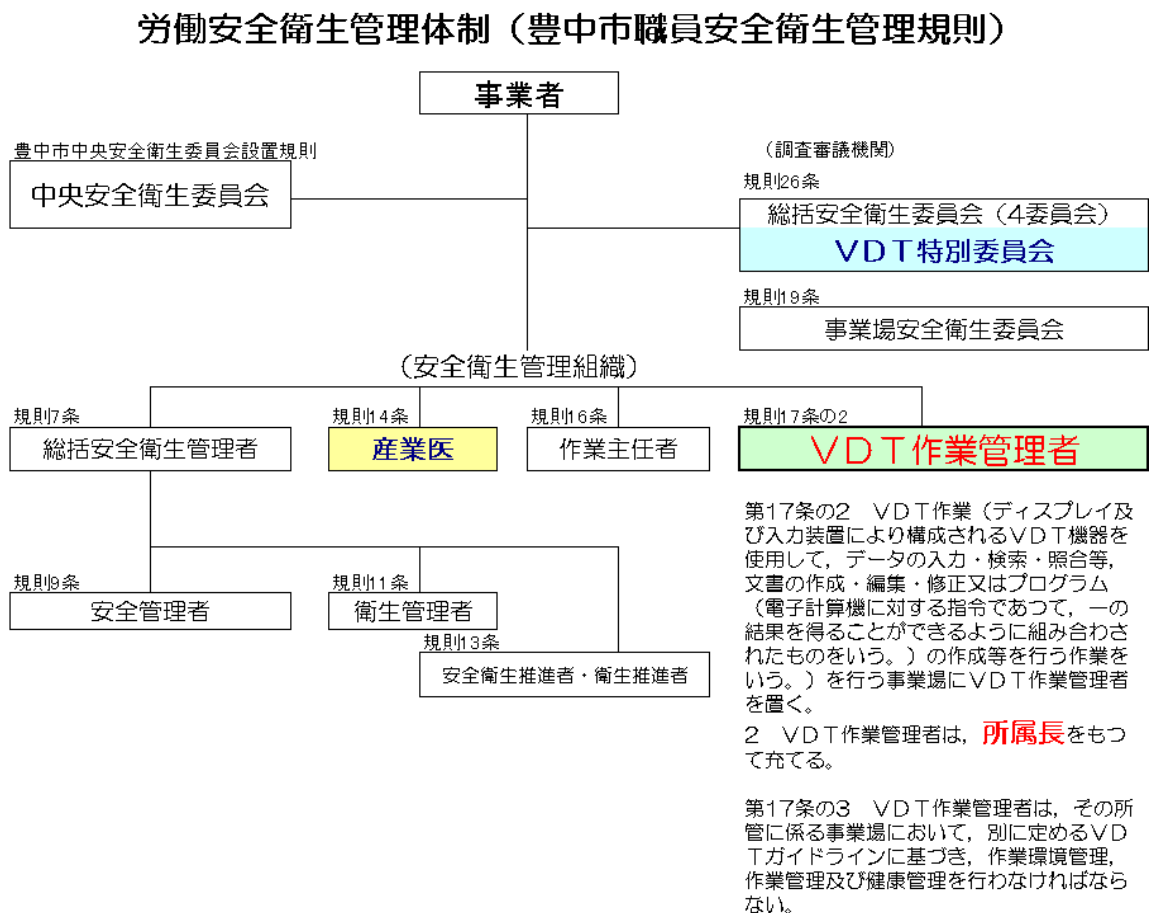 労働安全衛生管理体制（豊中市職員安全衛生管理規則）
事業者
豊中市中央安全衛生委員会設置規則
中央安全衛生委員会
（調査審議機関）
規則26条
総括安全衛生委員会（4委員会）
ＶＤＴ特別委員会
規則19条
事業場安全衛生委員会
（安全衛生管理組織）
規則7条
総括安全衛生管理者
規則14条
産業医
規則16条
作業主任者
規則17条の2
ＶＤＴ作業管理者
規則9条
安全管理者
規則11条
衛生管理者
規則13条
安全衛生推進者・衛生推進者
第17条の2　ＶＤＴ作業（ディスプレイ及
び入力装置により構成されるＶＤＴ機器を
使用して，データの入力・検索・照合等，
文書の作成・編集・修正又はプログラム
（電子計算機に対する指令であつて，一の
結果を得ることができるように組み合わさ
れたものをいう。）の作成等を行う作業を
いう。）を行う事業場にＶＤＴ作業管理者
を置く。
2　ＶＤＴ作業管理者は，所属長をもつ
て充てる。
第17条の3　ＶＤＴ作業管理者は，その所
管に係る事業場において，別に定めるＶＤ
Ｔガイドラインに基づき，作業環境管理，
作業管理及び健康管理を行わなければなら
ない。